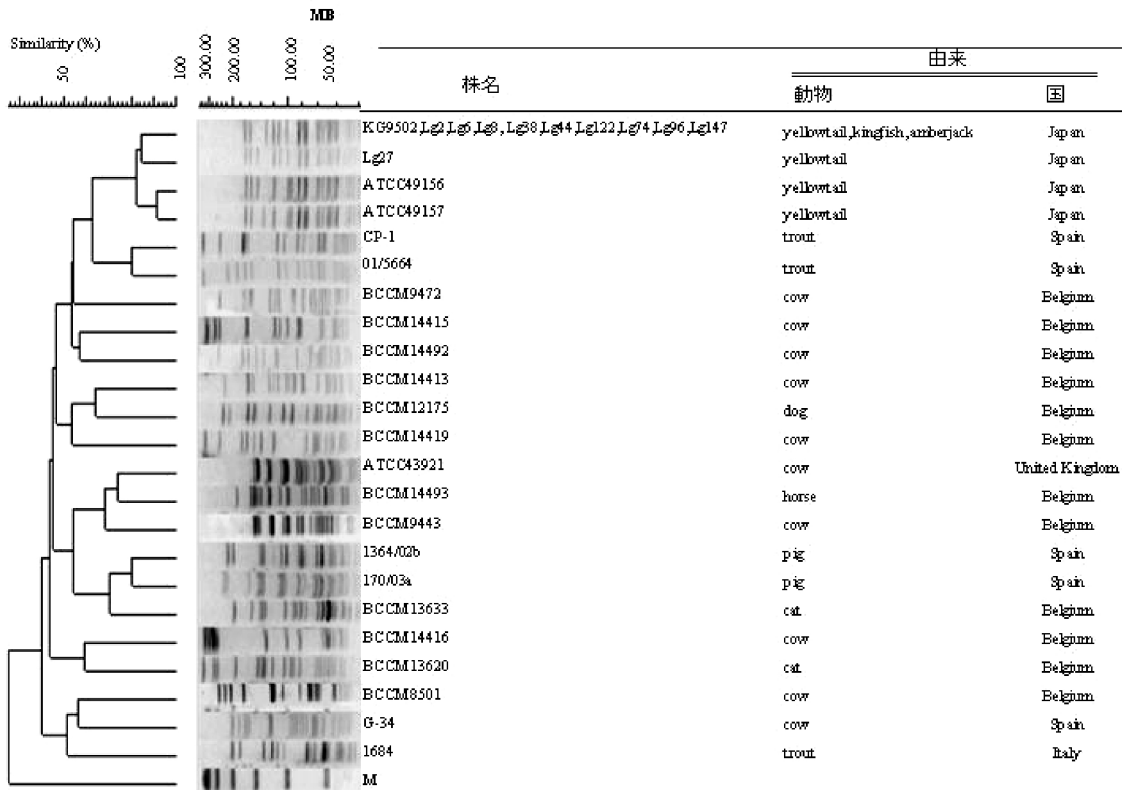 MB
Similarity (%)
50
100
300.00
200.00
100.00
50.00
由来
株名
動物
国
KG9502,Lg2,Lg6,Lg8,Lg38,Lg44,Lg122,Lg74,Lg96,Lg147 yellowtail,kingfish,amberjack Japan
Lg27 yellowtail Japan
ATCC49156 yellowtail Japan
ATCC49157 yellowtail Japan
CP-1 trout Spain
01/5664 trout Spain
BCCM9472 cow Belgium
BCCM14415 cow Belgium
BCCM14492 cow Belgium
BCCM14413 cow Belgium
BCCM12175 dog Belgium
BCCM14419 cow Belgium
ATCC43921 cow United Kingdom
BCCM14493 horse Belgium
BCCM9443 cow Belgium
1364/02b pig Spain
170/03a pig Spain
BCCM13633 cat Belgium
BCCM14416 cow Belgium
BCCM13620 cat Belgium
BCCM8501 cow Belgium
G-34 cow Spain
1684 trout Italy
M